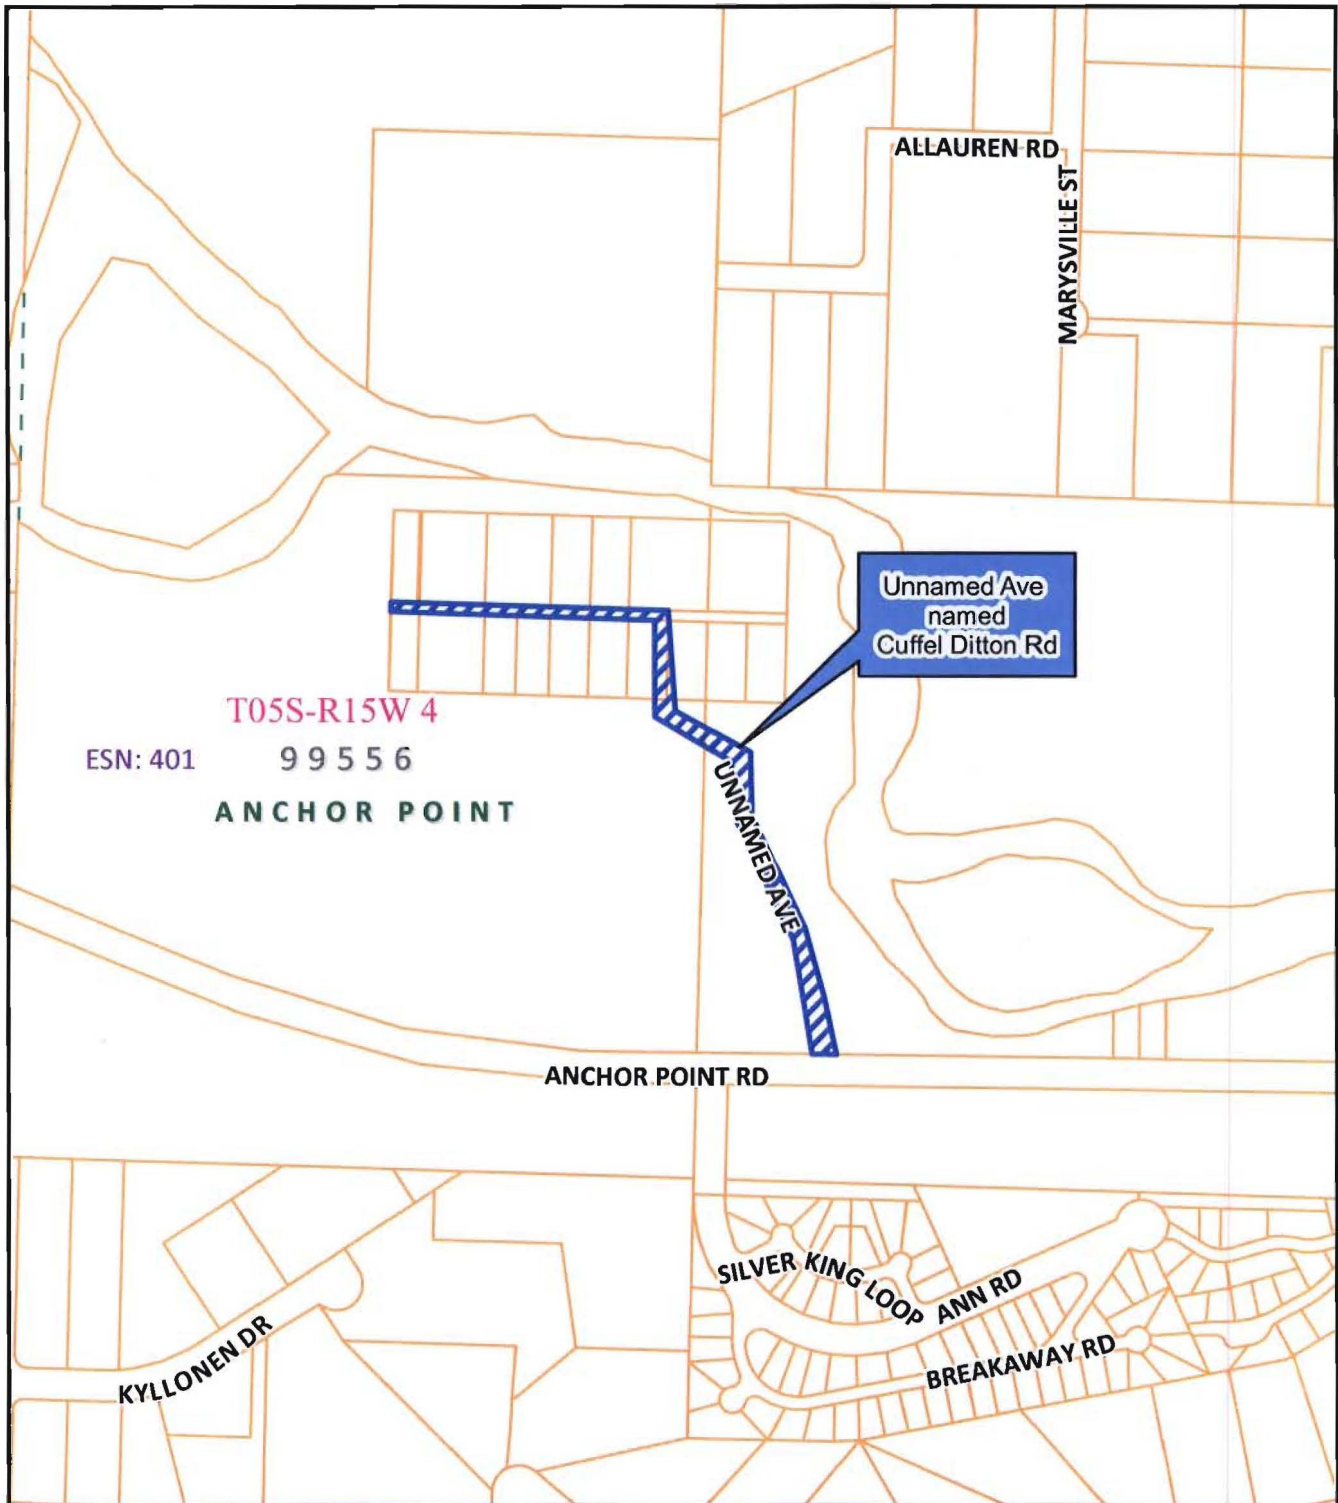 ALLAUREN RD
MARYSVILLE ST
Unnamed Ave
named
Cuffel Ditton Rd
T05S-R15W 4
ESN: 401
99556
ANCHOR POINT
UNNAMED AVE
ANCHOR POINT RD
SILVER KING LOOP
ANN RD
BREAKAWAY RD
KYLLONEN DR